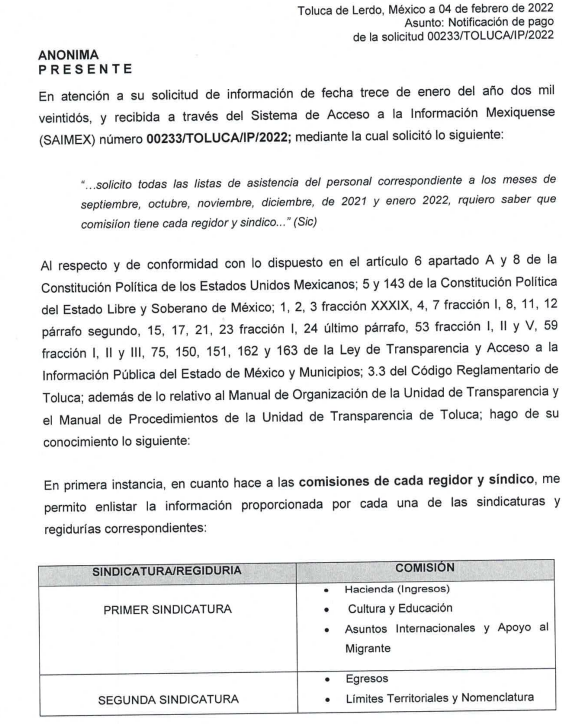 Toluca de Lerdo, México a 04 de febrero de 2022
Asunto: Notificación de pago
de la solicitud 00233/TOLUCA/IP/2022
ANONIMA
P R E S E N T E
En atención a su solicitud de información de fecha trece de enero del año dos mil
veintidós, y recibida a través del Sistema de Acceso a la Información Mexiquense
(SAIMEX) número 00233/TOLUCA/IP/2022; mediante la cual solicitó lo siguiente:
“...solicito todas las listas de asistencia del personal correspondiente a los meses de
septiembre, octubre, noviembre, diciembre, de 2021 y enero 2022, rquiero saber que
comisiíon tiene cada regidor y sindico...” (Sic)
Al respecto y de conformidad con lo dispuesto en el artículo 6 apartado A y 8 de la
Constitución Política de los Estados Unidos Mexicanos; 5 y 143 de la Constitución Política
del Estado Libre y Soberano de México; 1, 2, 3 fracción XXXIX, 4, 7 fracción I, 8, 11, 12
párrafo segundo, 15, 17, 21, 23 fracción I, 24 último párrafo, 53 fracción I, II y V, 59
fracción I, II y III, 75, 150, 151, 162 y 163 de la Ley de Transparencia y Acceso a la
Información Pública del Estado de México y Municipios; 3.3 del Código Reglamentario de
Toluca; además de lo relativo al Manual de Organización de la Unidad de Transparencia y
el Manual de Procedimientos de la Unidad de Transparencia de Toluca; hago de su
conocimiento lo siguiente:
En primera instancia, en cuanto hace a las comisiones de cada regidor y síndico, me
permito enlistar la información proporcionada por cada una de las sindicaturas y
regidurías correspondientes:
SINDICATURA/REGIDURIA
COMISIÓN
PRIMER SINDICATURA
• Hacienda (Ingresos)
• Cultura y Educación
• Asuntos Internacionales y Apoyo al
Migrante
SEGUNDA SINDICATURA
• Egresos
• Límites Territoriales y Nomenclatura